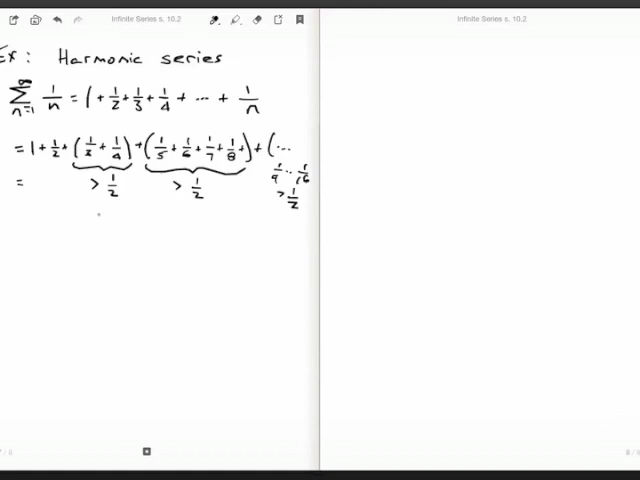 Infinite Series s. 10.2
Infinite Series s. 10.2
Ex: Harmonic series
∞ ∑ n=1 1/n = 1 + 1/2 + 1/3 + 1/4 + ... + 1/n
= 1 + 1/2 + (1/3 + 1/4) + (1/5 + 1/6 + 1/7 + 1/8 +) + (...
1/9 ... 1/16
= > 1/2 > 1/2 > 1/2